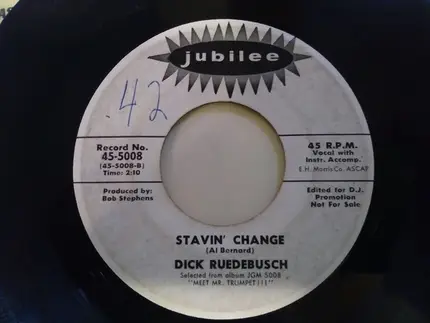 jubilee
.42
Record No.
45-5008
(45-5008-B)
Time: 2:10
45 R.P.M.
Vocal with
Instr. Accomp.
E.H. Morris Co. ASCAP
Produced by:
Bob Stephens
Edited for D.J.
Promotion
Not For Sale
STAVIN' CHANGE
(Al Bernard)
DICK RUEDEBUSCH
Selected from album JGM 5008
"MEET MR. TRUMPET!!!"